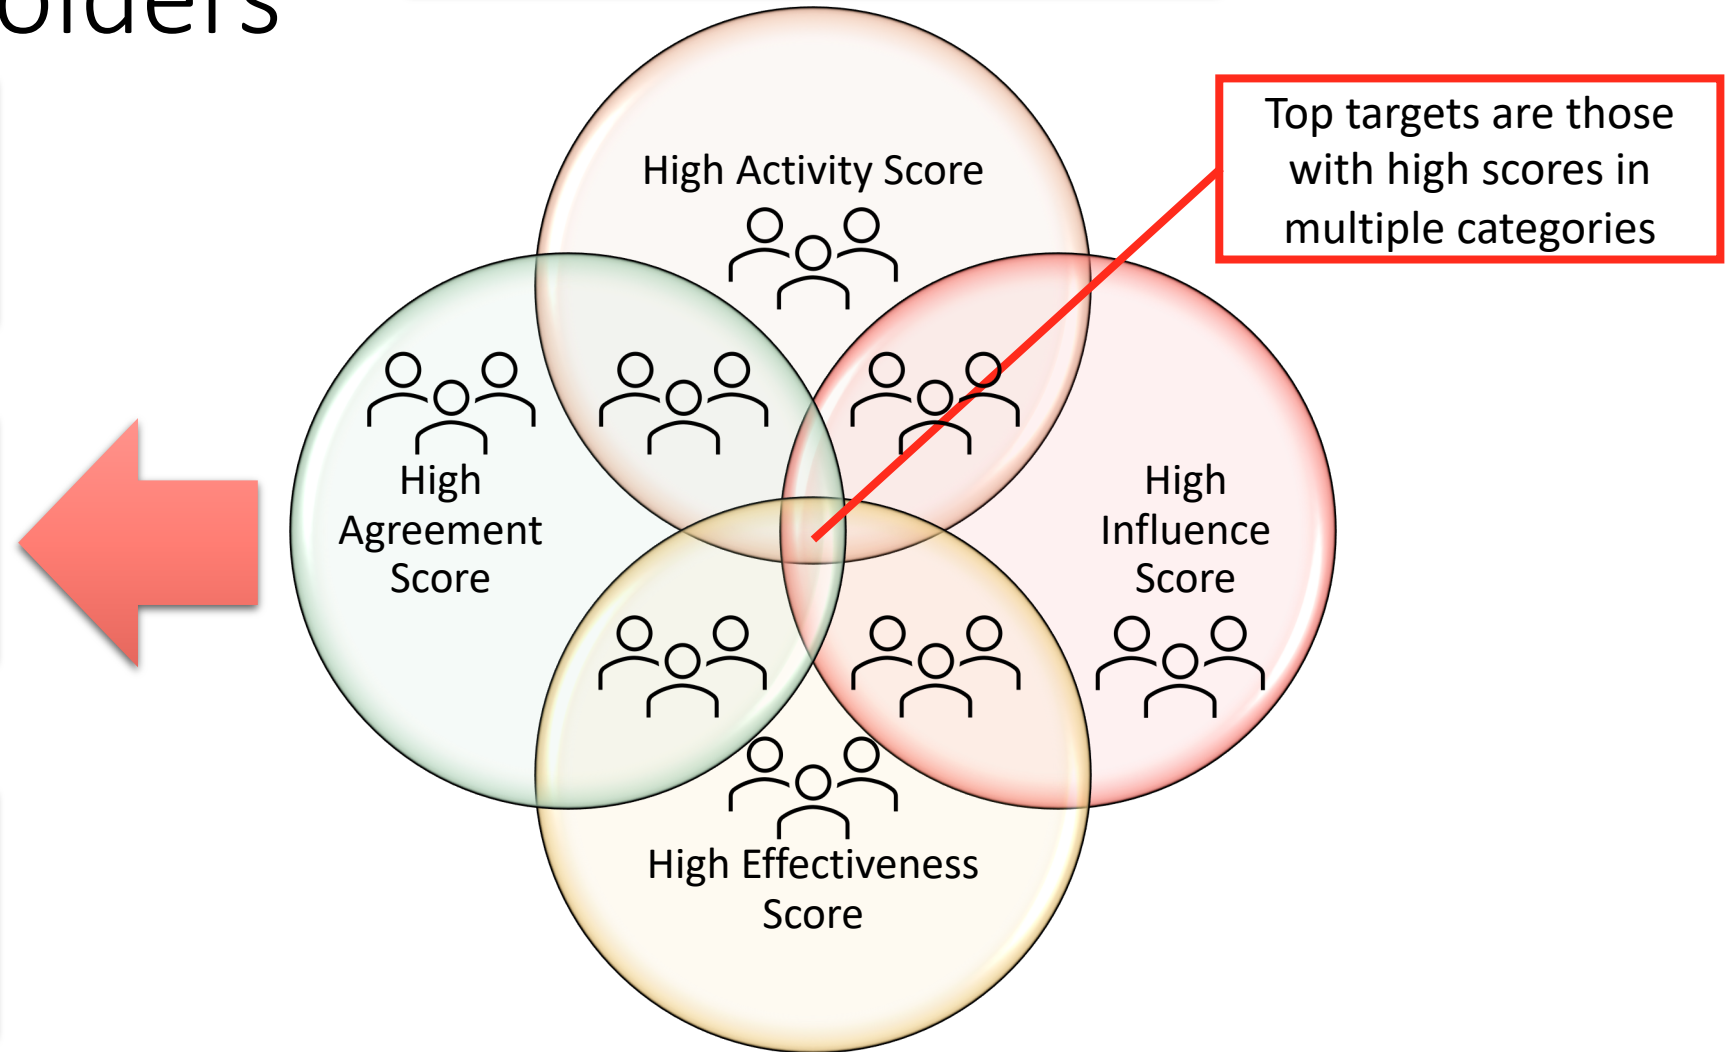 olders
High Activity Score
Top targets are those
with high scores in
multiple categories
High
Agreement
Score
High
Influence
Score
High Effectiveness
Score